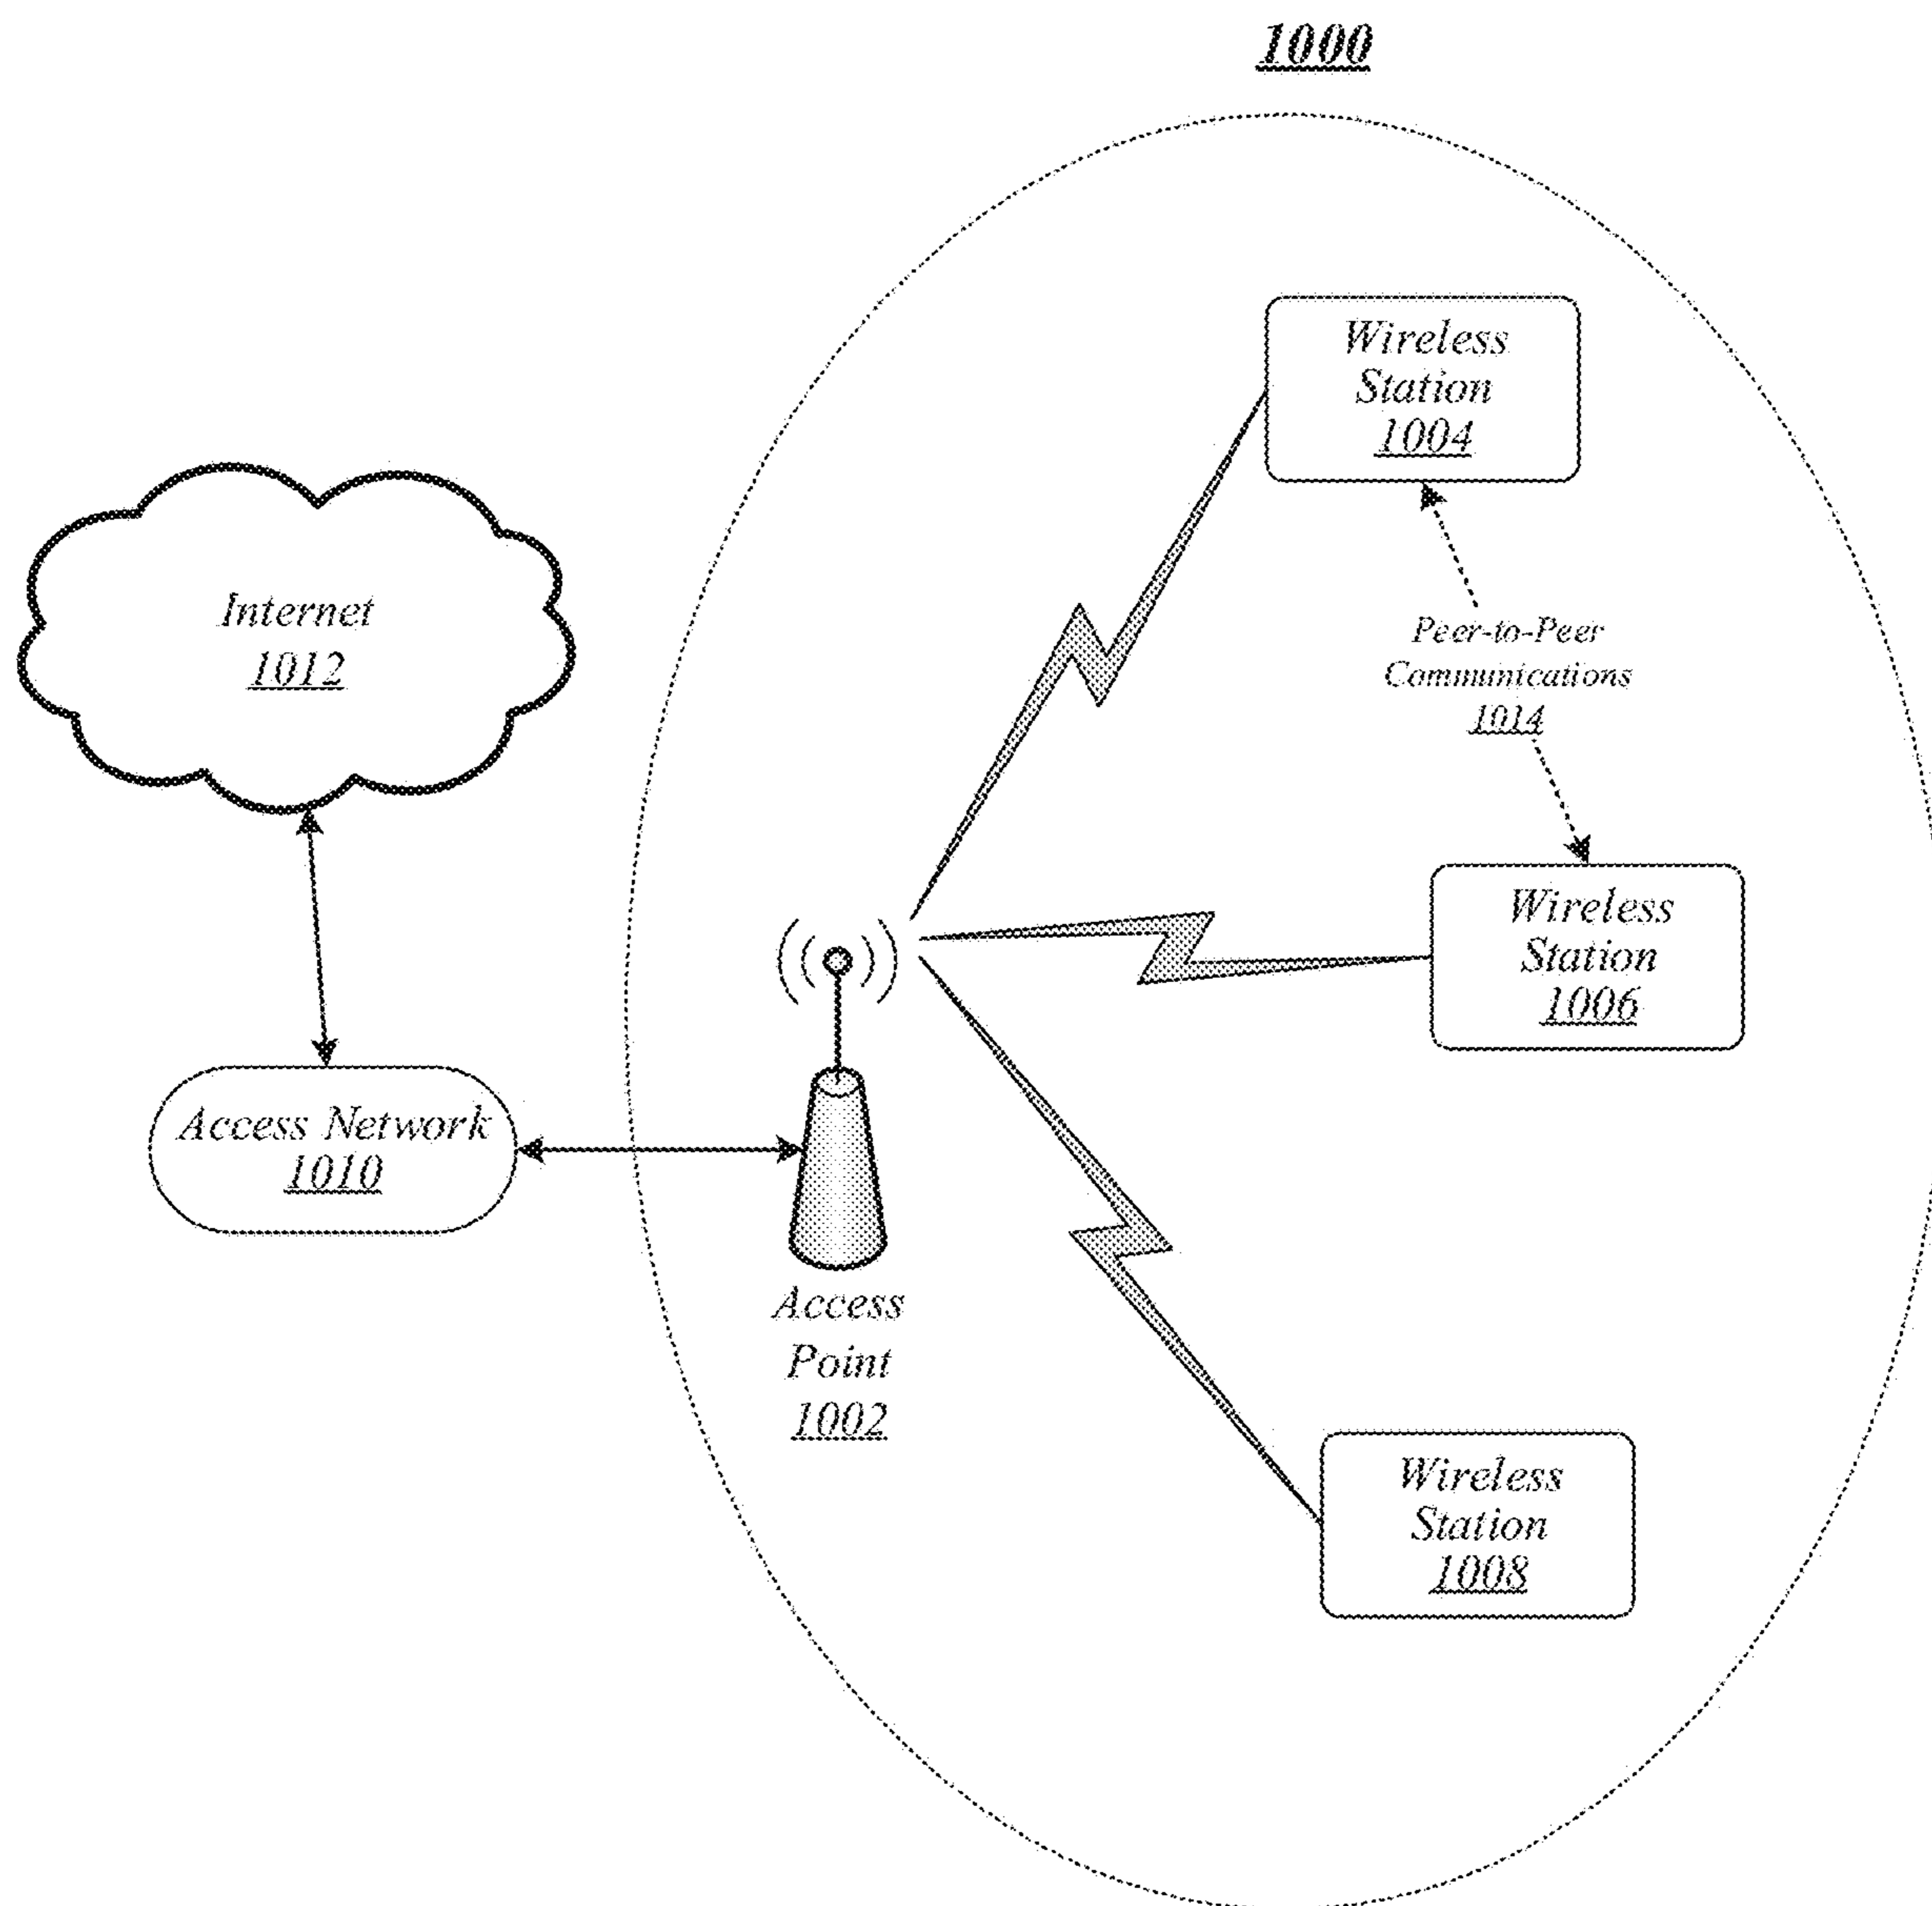 1000
Wireless
Station
1004
Internet
1012
Peer-to-Peer
Communications
1014
Wireless
Station
1006
Access Network
1010
Access
Point
1002
Wireless
Station
1008